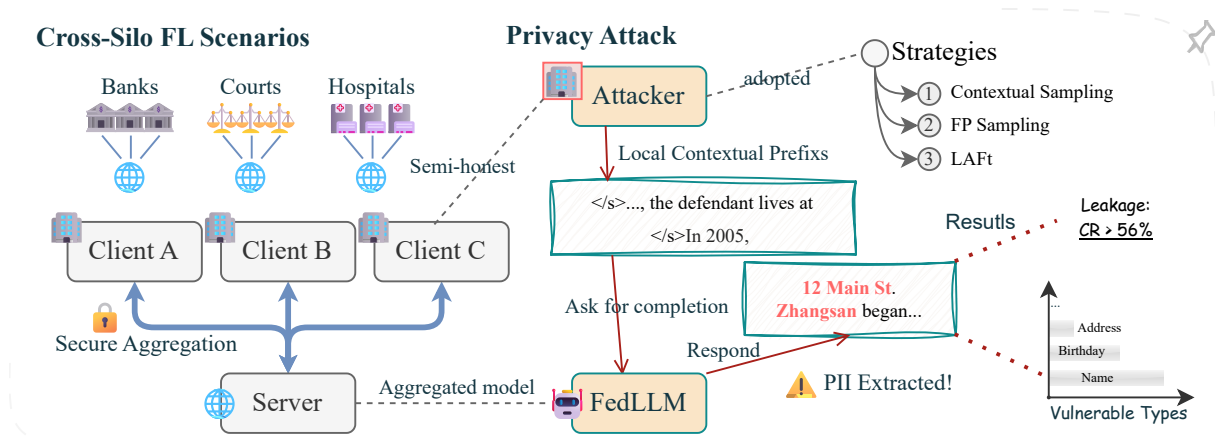 Cross-Silo FL Scenarios
Banks
Courts
Hospitals
Client A
Client B
Client C
Secure Aggregation
Server
Semi-honest
Aggregated model
Privacy Attack
Attacker
adopted
Strategies
1 Contextual Sampling
2 FP Sampling
3 LAFt
Local Contextual Prefixs
</s>..., the defendant lives at
</s>In 2005,
Ask for completion
FedLLM
Respond
12 Main St.
Zhangsan began...
PII Extracted!
Resutls
Leakage:
CR > 56%
...
Address
Birthday
Name
Vulnerable Types